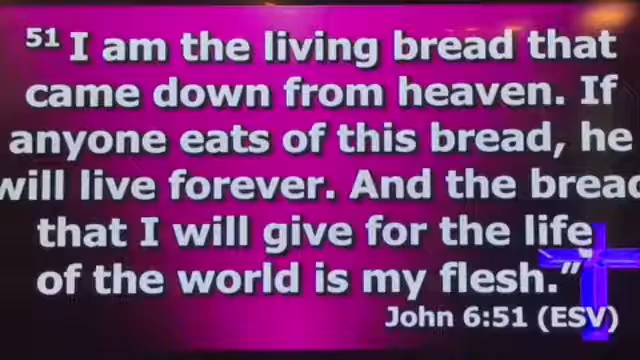 51 I am the living bread that
came down from heaven. If
anyone eats of this bread, he
will live forever. And the bread
that I will give for the life
of the world is my flesh.”
John 6:51 (ESV)